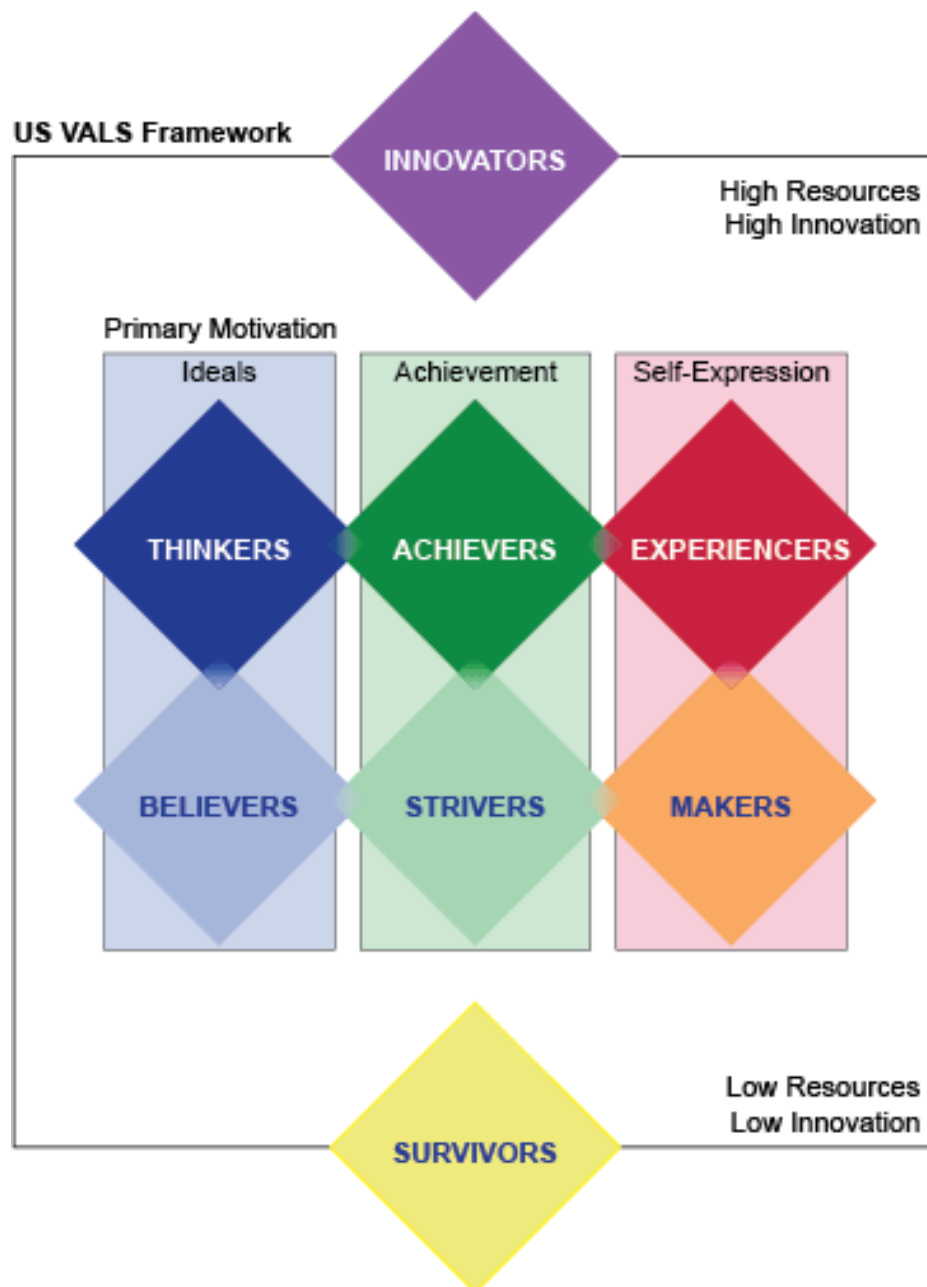 US VALS Framework
INNOVATORS
High Resources
High Innovation
Primary Motivation
Ideals
Achievement
Self-Expression
THINKERS
ACHIEVERS
EXPERIENCERS
BELIEVERS
STRIVERS
MAKERS
Low Resources
Low Innovation
SURVIVORS